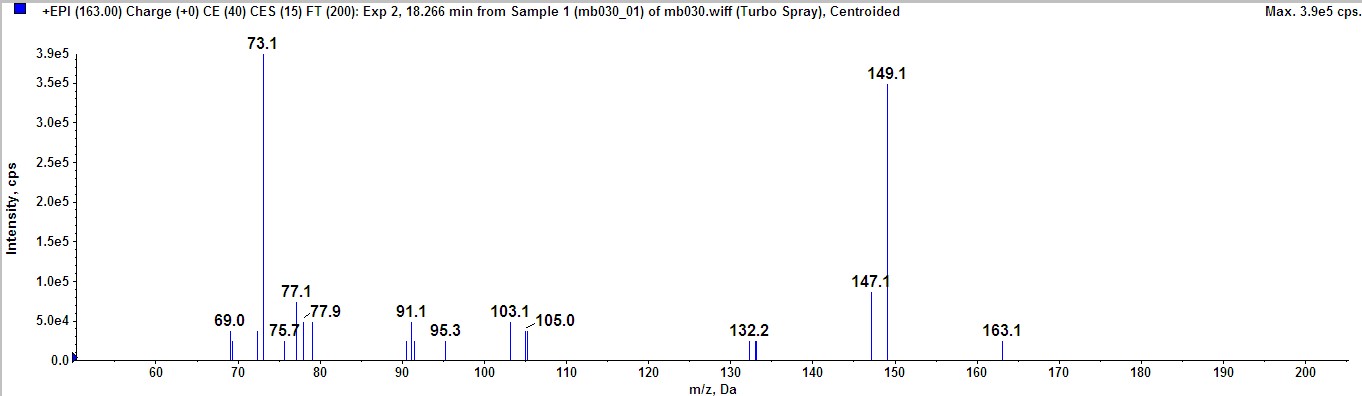 +EPI (163.00) Charge (+0) CE (40) CES (15) FT (200): Exp 2, 18.266 min from Sample 1 (mb030_01) of mb030.wiff (Turbo Spray), Centroided
Max. 3.9e5 cps.
73.1
3.9e5
149.1
3.5e5
3.0e5
2.5e5
2.0e5
1.5e5
1.0e5
5.0e4
0.0
Intensity, cps
147.1
77.1
77.9
69.0
75.7
91.1
95.3
103.1
105.0
132.2
163.1
60 70 80 90 100 110 120 130 140 150 160 170 180 190 200
m/z, Da